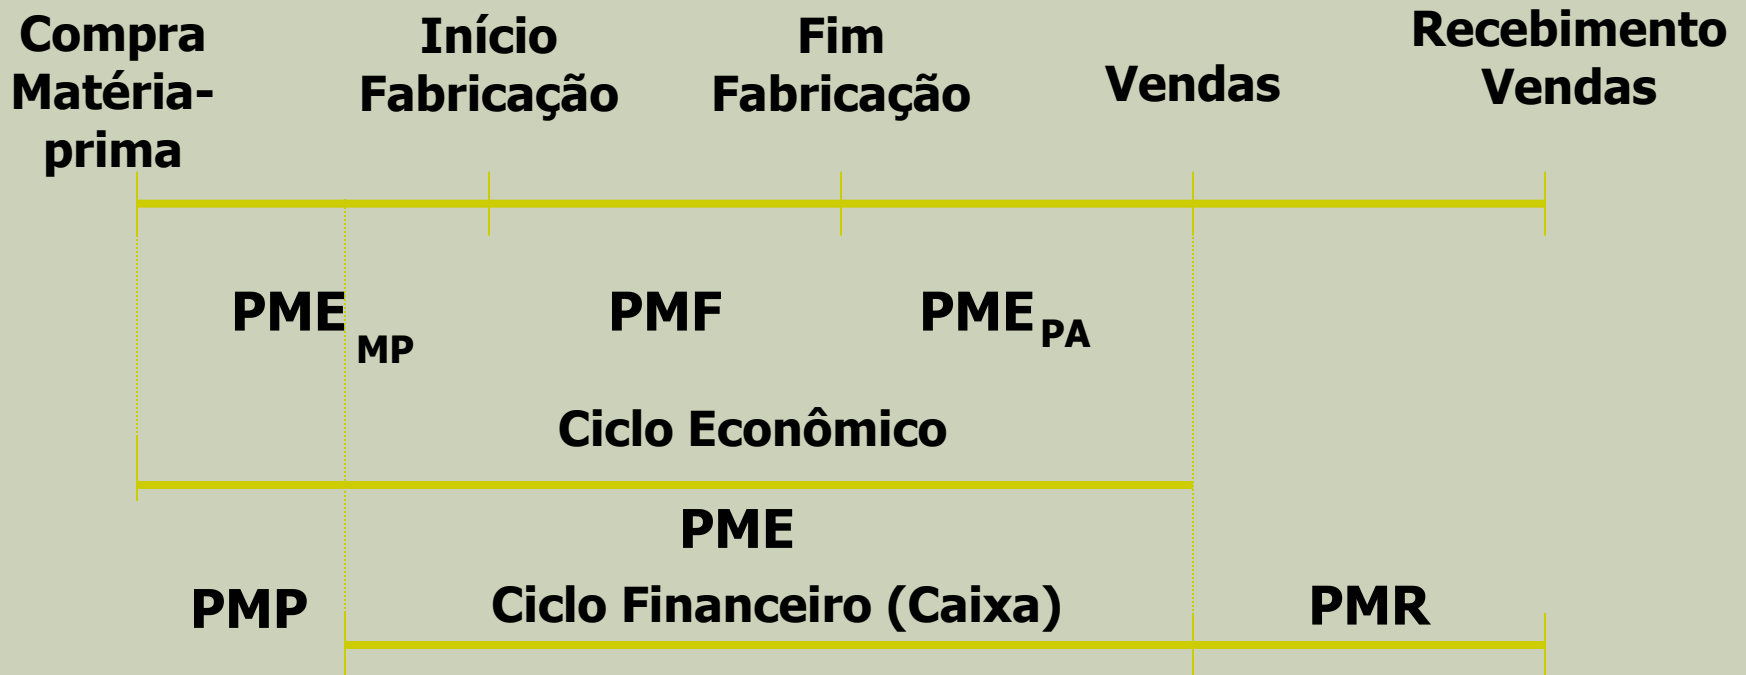 Compra
Matéria-
prima
Início
Fabricação
Fim
Fabricação
Vendas
Recebimento
Vendas
PME MP
PMF
PME PA
Ciclo Econômico
PME
PMP
Ciclo Financeiro (Caixa)
PMR